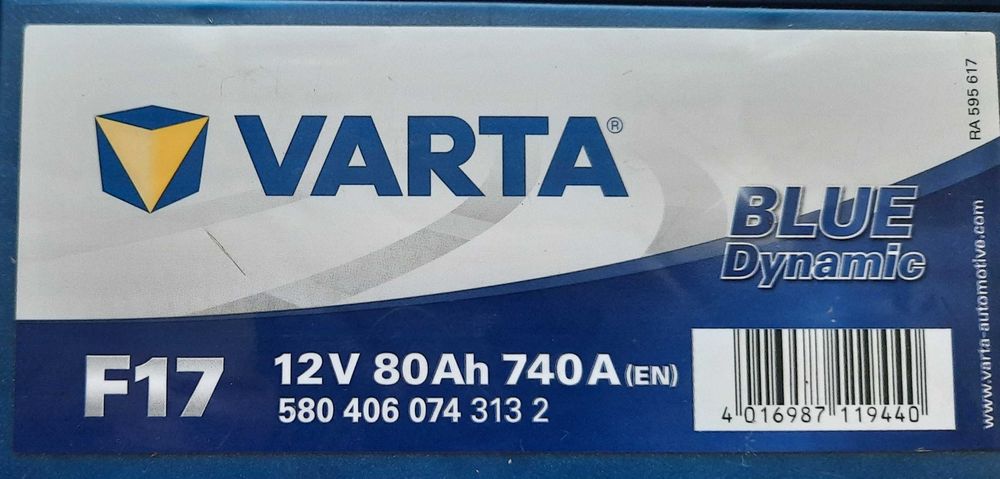 VARTA®
RA 595 617
BLUE
Dynamic
www.varta-automotive.com
F17
12V 80Ah 740A (EN)
580 406 074 313 2
4 016987 119440